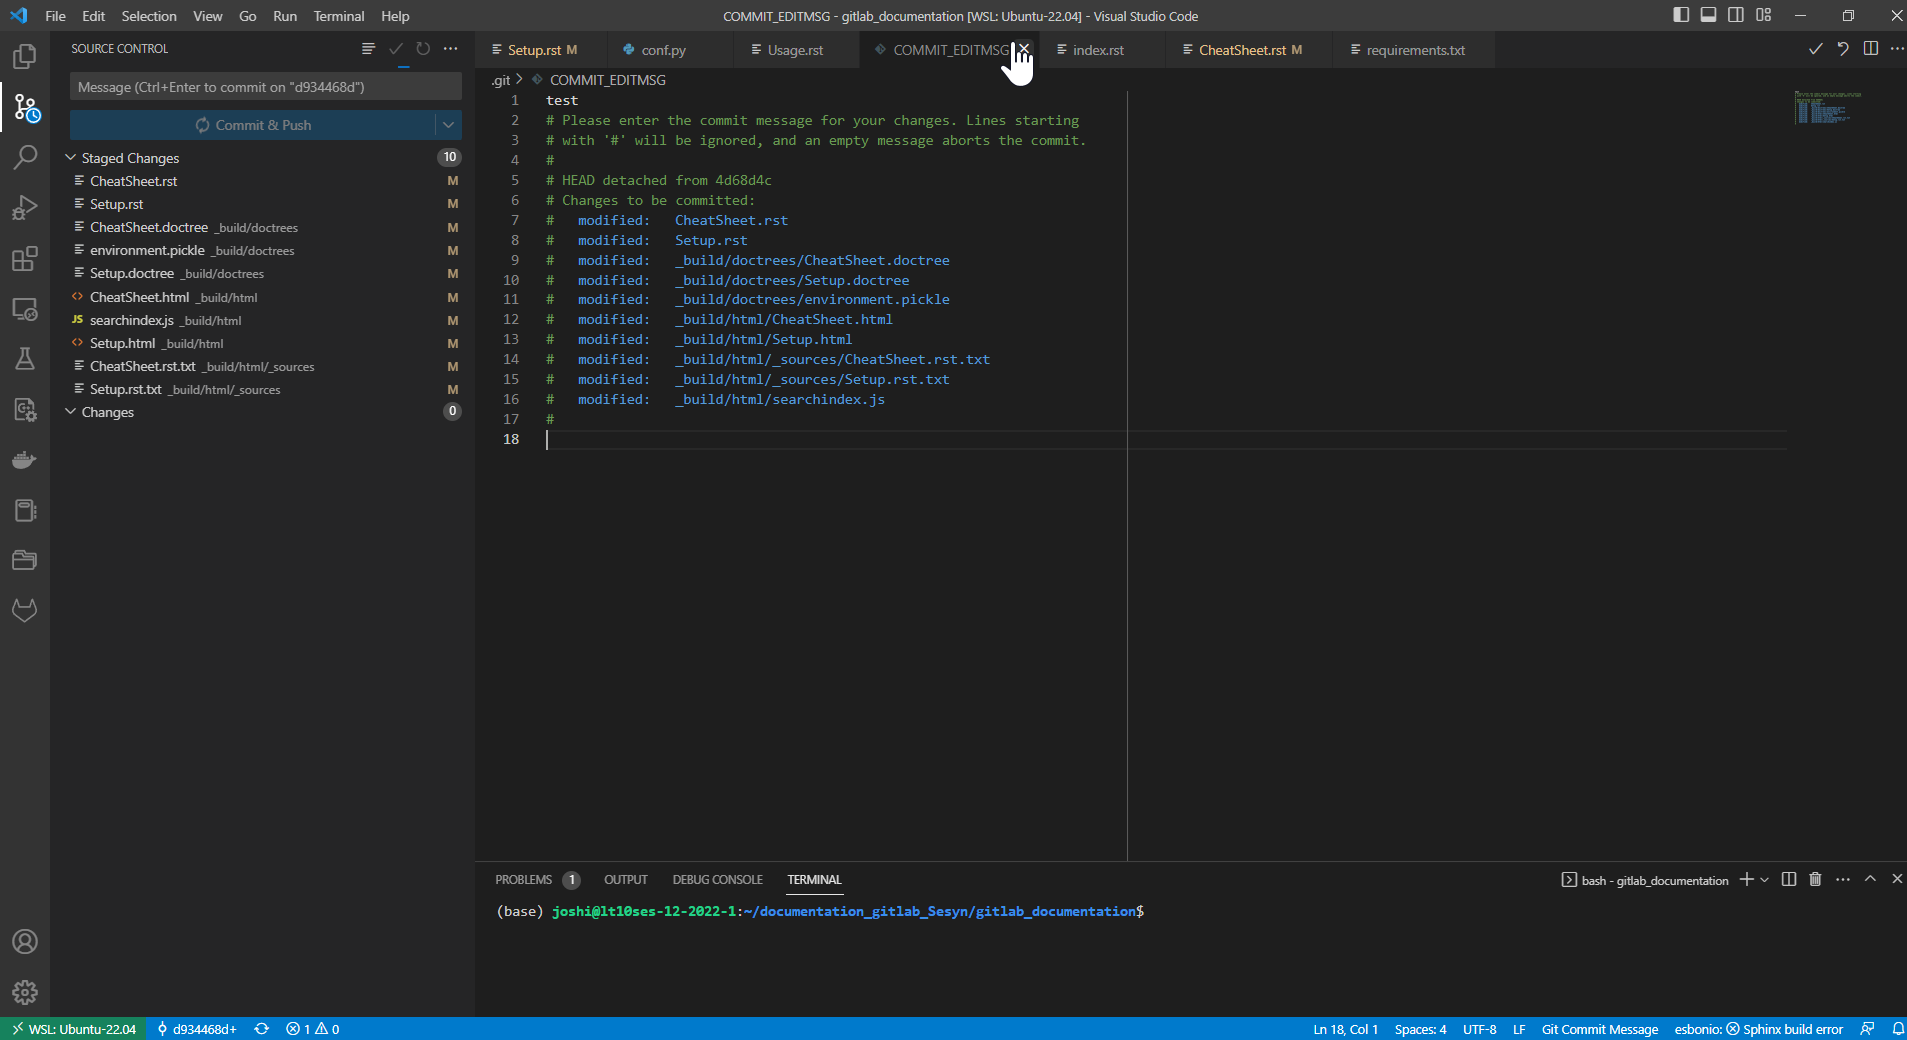 File Edit Selection View Go Run Terminal Help
COMMIT_EDITMSG - gitlab_documentation [WSL: Ubuntu-22.04] - Visual Studio Code
SOURCE CONTROL
Message (Ctrl+Enter to commit on "d934468d")
Commit & Push
Staged Changes 10
CheatSheet.rst M
Setup.rst M
CheatSheet.doctree _build/doctrees M
environment.pickle _build/doctrees M
Setup.doctree _build/doctrees M
CheatSheet.html _build/html M
JS searchindex.js _build/html M
Setup.html _build/html M
CheatSheet.rst.txt _build/html/_sources M
Setup.rst.txt _build/html/_sources M
Changes 0
Setup.rst M conf.py Usage.rst COMMIT_EDITMSG index.rst CheatSheet.rst M requirements.txt
.git > COMMIT_EDITMSG
1 test
2 # Please enter the commit message for your changes. Lines starting
3 # with '#' will be ignored, and an empty message aborts the commit.
4 #
5 # HEAD detached from 4d68d4c
6 # Changes to be committed:
7 # modified: CheatSheet.rst
8 # modified: Setup.rst
9 # modified: _build/doctrees/CheatSheet.doctree
10 # modified: _build/doctrees/Setup.doctree
11 # modified: _build/doctrees/environment.pickle
12 # modified: _build/html/CheatSheet.html
13 # modified: _build/html/Setup.html
14 # modified: _build/html/_sources/CheatSheet.rst.txt
15 # modified: _build/html/_sources/Setup.rst.txt
16 # modified: _build/html/searchindex.js
17 #
18
PROBLEMS 1 OUTPUT DEBUG CONSOLE TERMINAL
bash - gitlab_documentation
(base) joshi@lt10ses-12-2022-1:~/documentation_gitlab_Sesyn/gitlab_documentation$
WSL: Ubuntu-22.04 d934468d+ 1 0
Ln 18, Col 1 Spaces: 4 UTF-8 LF Git Commit Message esbonio: Sphinx build error